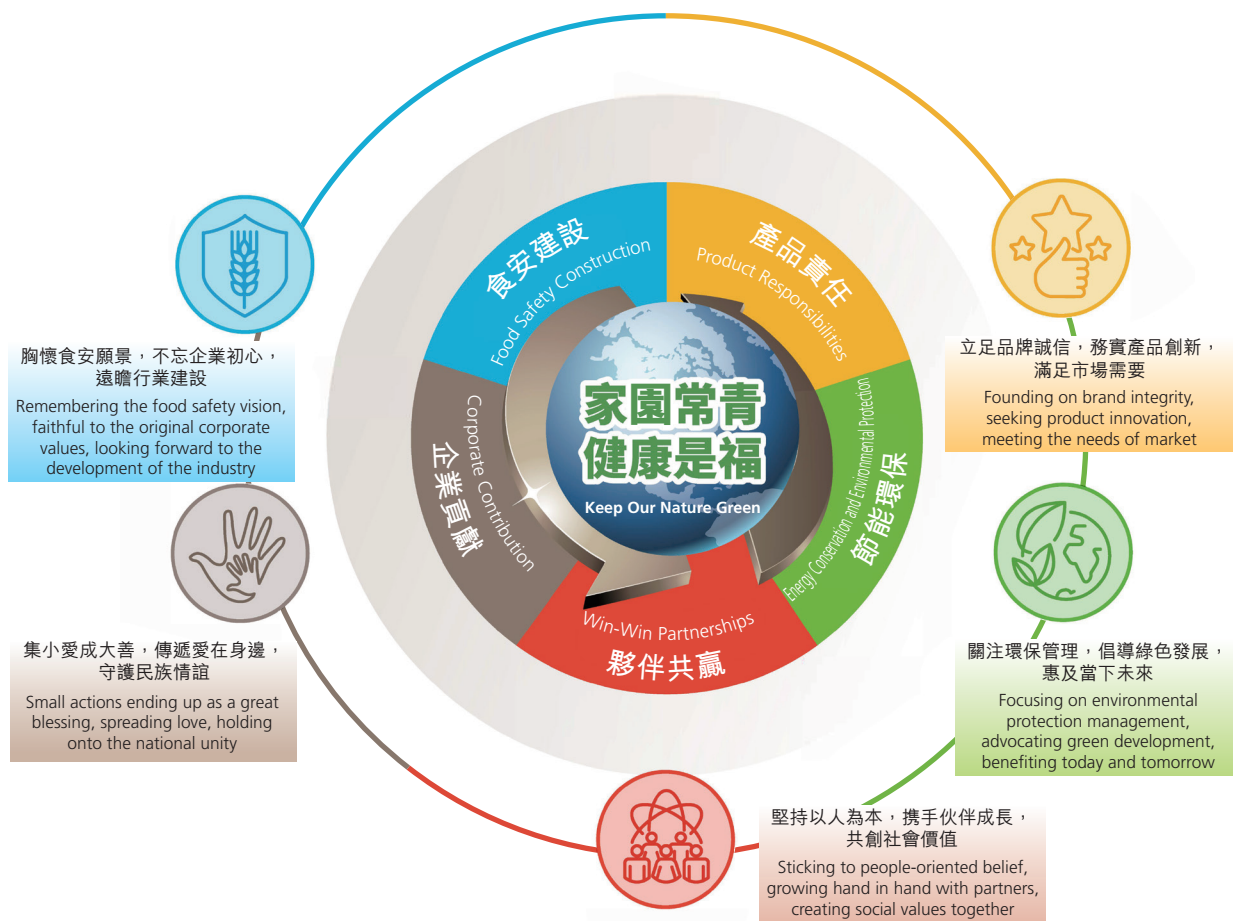 食安建設
Food Safety Construction
產品責任
Product Responsibilities
節能環保
Energy Conservation and Environmental Protection
夥伴共贏
Win-Win Partnerships
企業貢獻
Corporate Contribution
家園常青
健康是福
Keep Our Nature Green
胸懷食安願景，不忘企業初心，
遠瞻行業建設
Remembering the food safety vision,
faithful to the original corporate
values, looking forward to the
development of the industry
立足品牌誠信，務實產品創新，
滿足市場需要
Founding on brand integrity,
seeking product innovation,
meeting the needs of market
集小愛成大善，傳遞愛在身邊，
守護民族情誼
Small actions ending up as a great
blessing, spreading love, holding
onto the national unity
關注環保管理，倡導綠色發展，
惠及當下未來
Focusing on environmental
protection management,
advocating green development,
benefiting today and tomorrow
堅持以人為本，携手伙伴成長，
共創社會價值
Sticking to people-oriented belief,
growing hand in hand with partners,
creating social values together